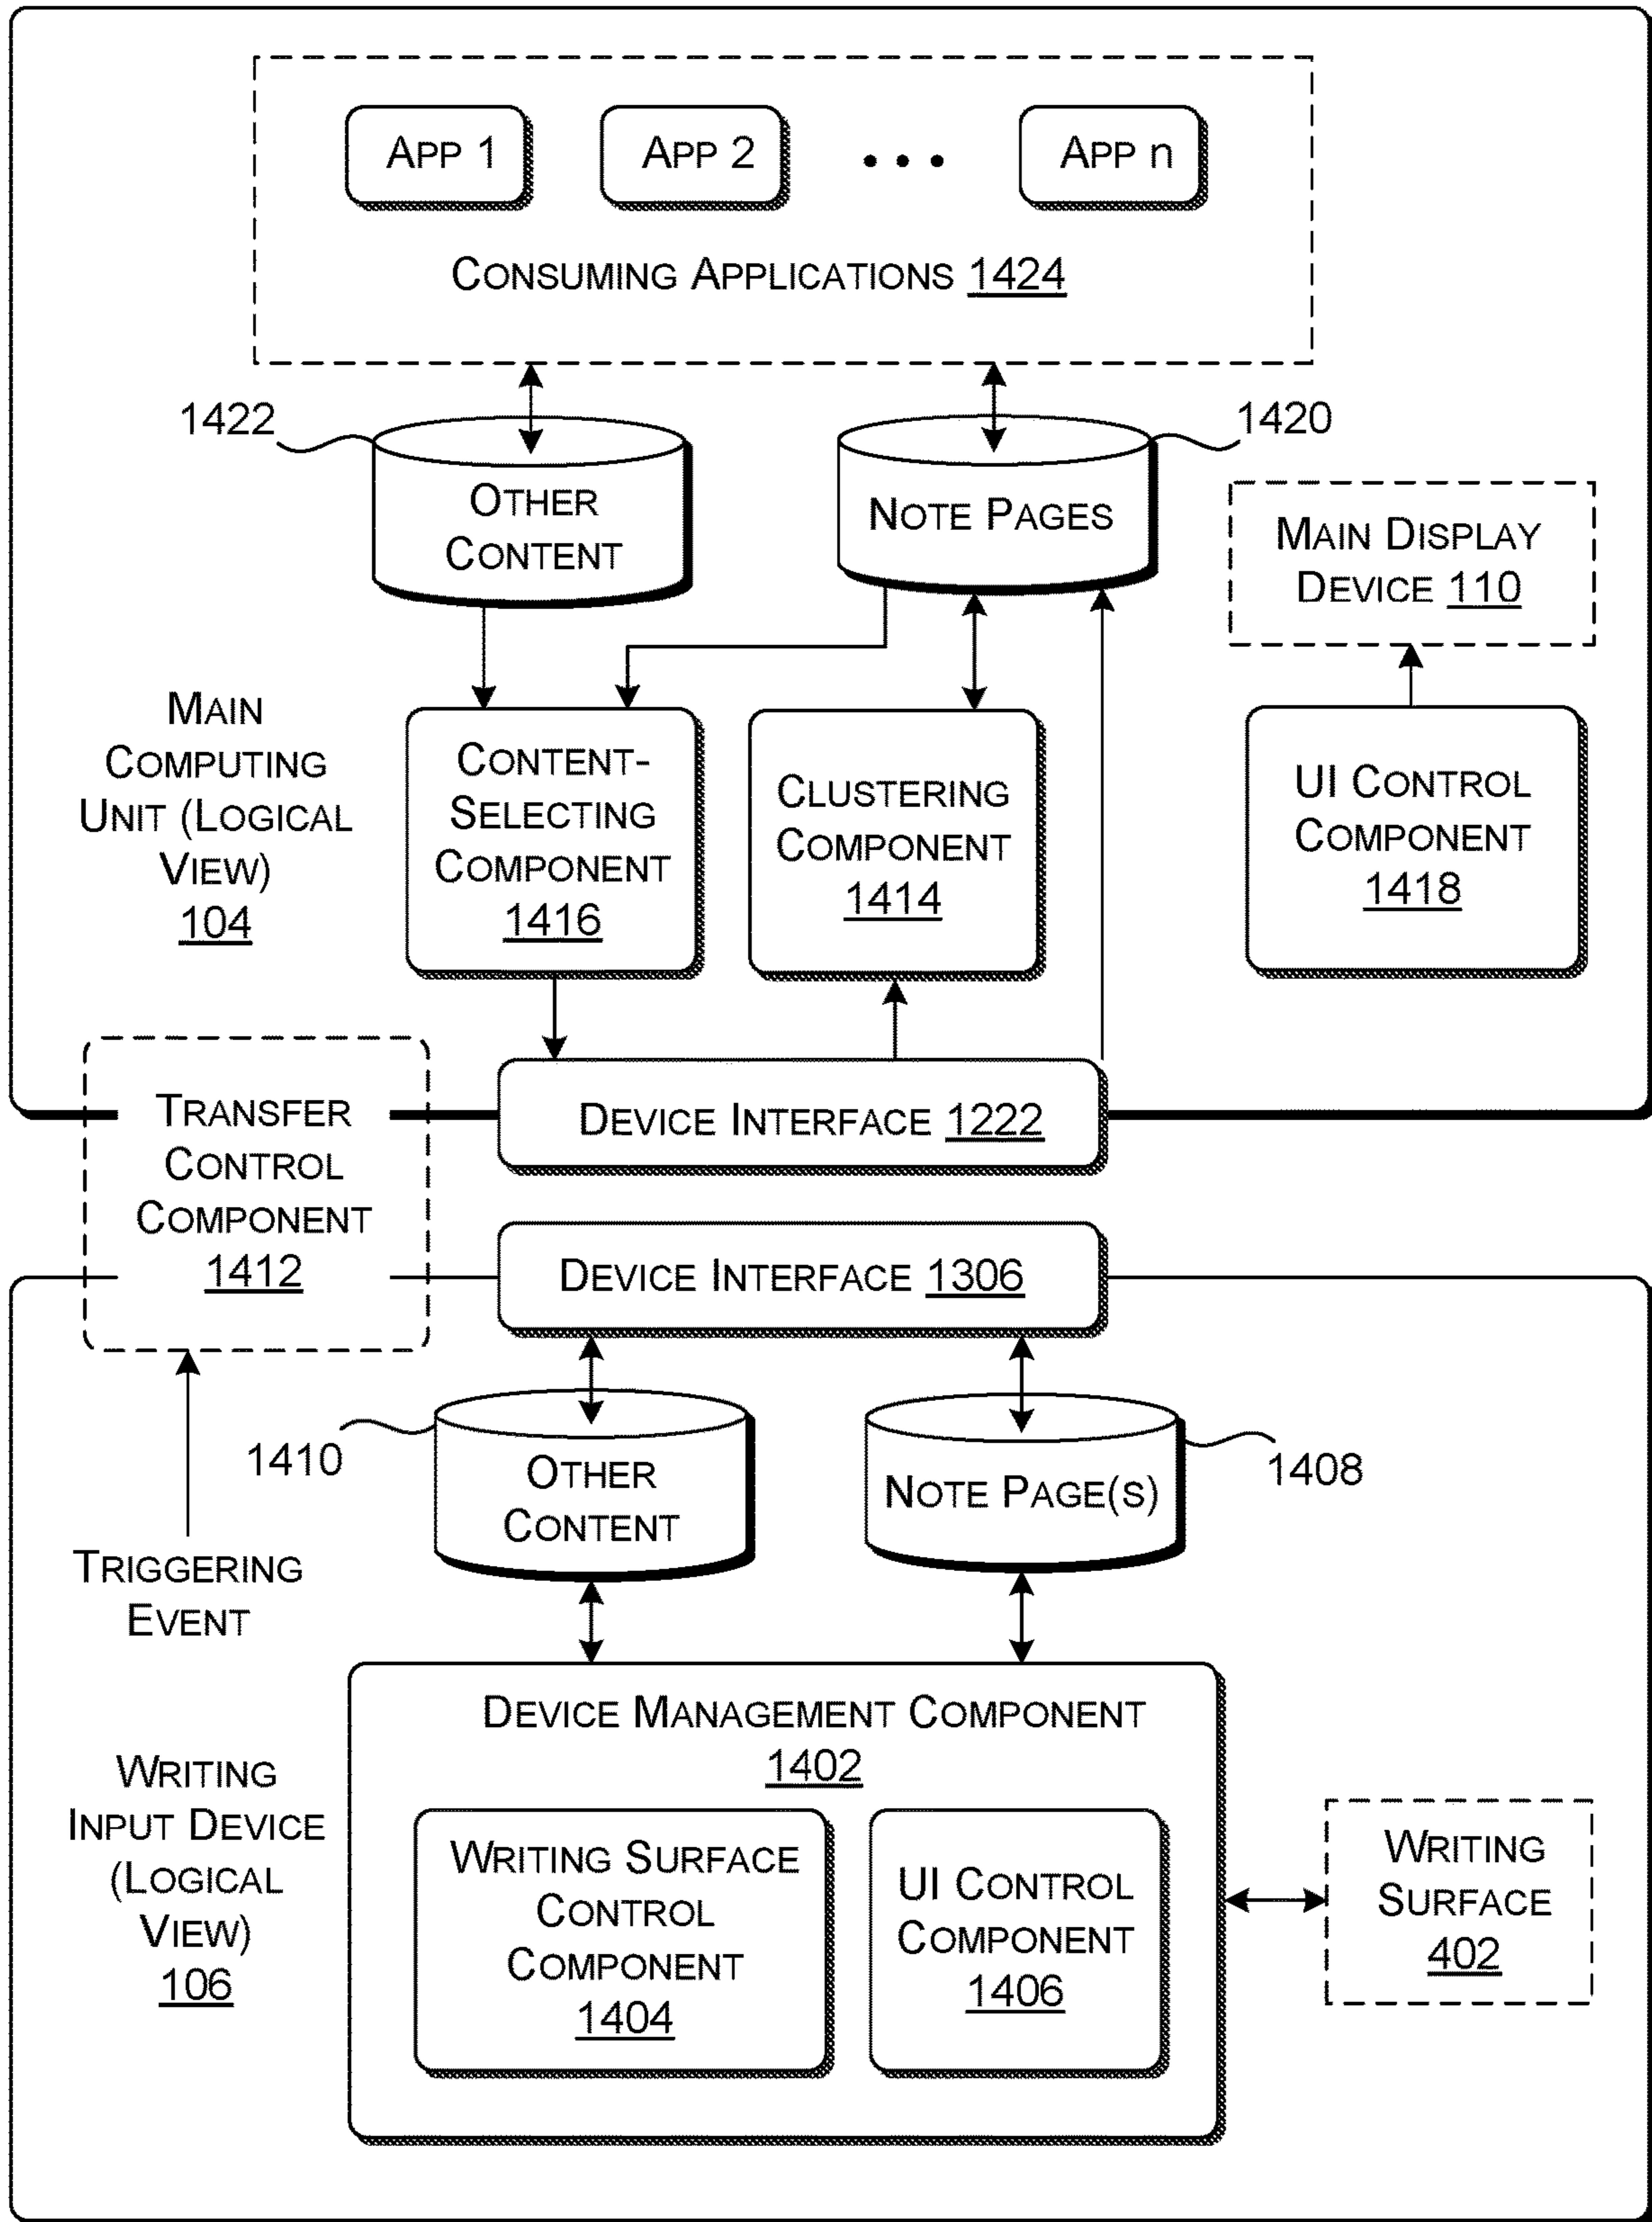 APP 1
APP 2
• • •
APP n
CONSUMING APPLICATIONS 1424
1422
1420
OTHER
CONTENT
NOTE PAGES
MAIN DISPLAY
DEVICE 110
MAIN
COMPUTING
UNIT (LOGICAL
VIEW)
104
CONTENT-
SELECTING
COMPONENT
1416
CLUSTERING
COMPONENT
1414
UI CONTROL
COMPONENT
1418
TRANSFER
CONTROL
COMPONENT
1412
DEVICE INTERFACE 1222
DEVICE INTERFACE 1306
1410
OTHER
CONTENT
NOTE PAGE(S)
1408
TRIGGERING
EVENT
DEVICE MANAGEMENT COMPONENT
1402
WRITING
INPUT DEVICE
(LOGICAL
VIEW)
106
WRITING SURFACE
CONTROL
COMPONENT
1404
UI CONTROL
COMPONENT
1406
WRITING
SURFACE
402